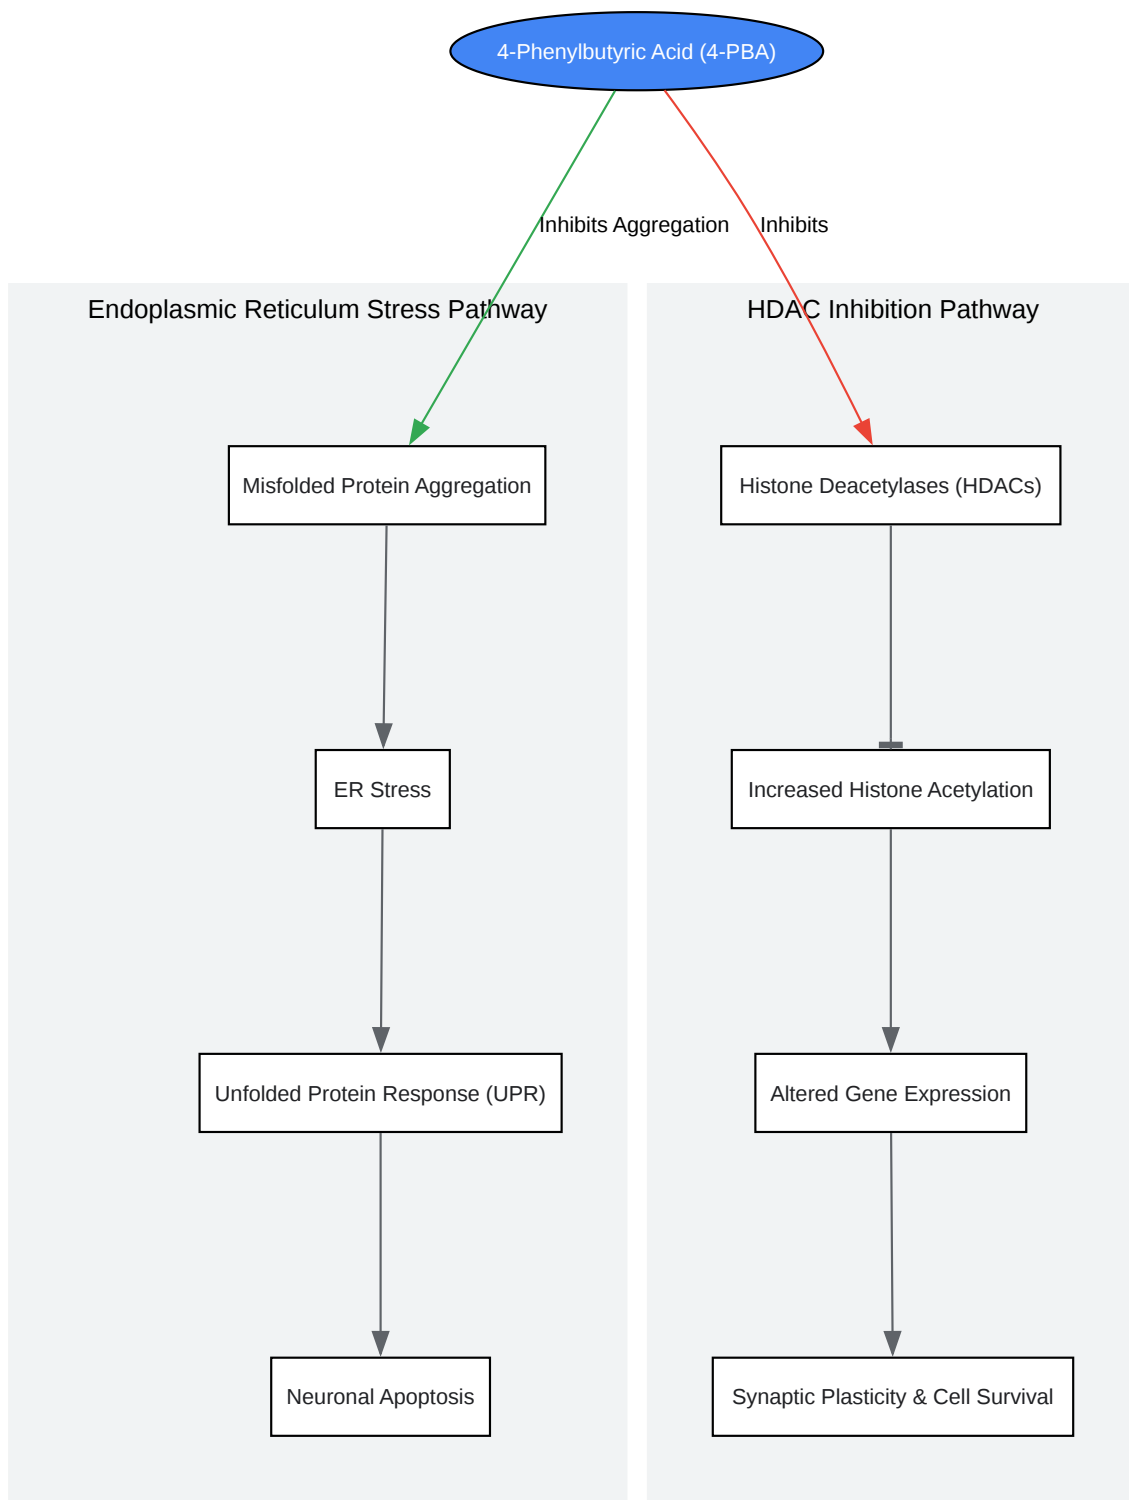 4-Phenylbutyric Acid (4-PBA)
Inhibits Aggregation
Inhibits
Endoplasmic Reticulum Stress Pathway
HDAC Inhibition Pathway
Misfolded Protein Aggregation
Histone Deacetylases (HDACs)
ER Stress
Increased Histone Acetylation
Unfolded Protein Response (UPR)
Altered Gene Expression
Neuronal Apoptosis
Synaptic Plasticity & Cell Survival